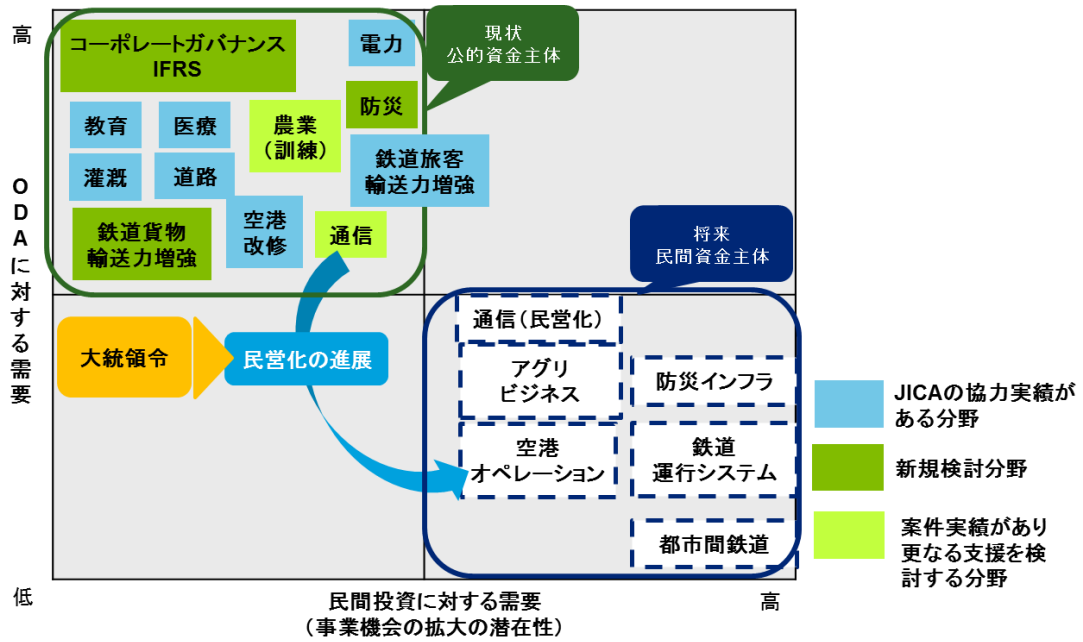 高
コーポレートガバナンス
IFRS
電力
現状
公的資金主体
防災
教育
医療
農業
（訓練）
鉄道旅客
輸送力増強
灌漑
道路
空港
改修
通信
鉄道貨物
輸送力増強
将来
民間資金主体
ODAに対する需要
大統領令
民営化の進展
通信（民営化）
アグリ
ビジネス
防災インフラ
空港
オペレーション
鉄道
運行システム
都市間鉄道
JICAの協力実績が
ある分野
新規検討分野
案件実績があり
更なる支援を検
討する分野
低
民間投資に対する需要
（事業機会の拡大の潜在性）
高